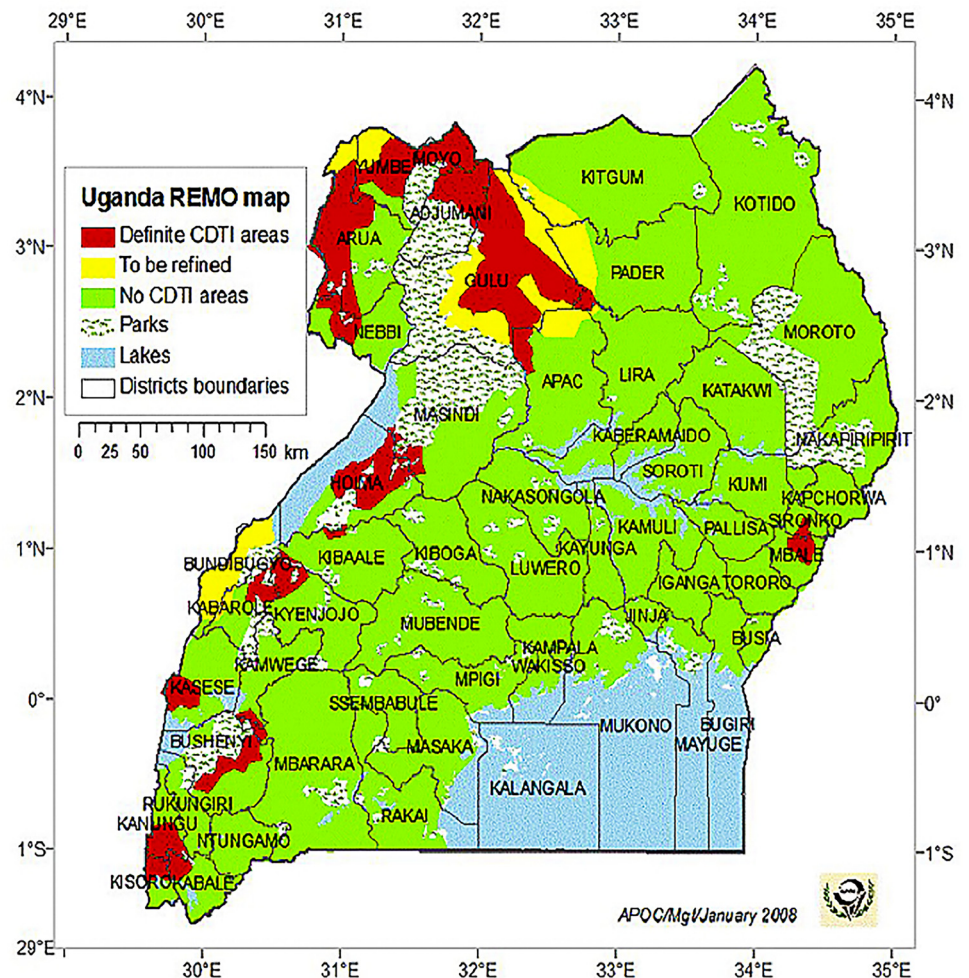 29°E 30°E 31°E 32°E 33°E 34°E 35°E
4°N 4°N
Uganda REMO map
Definite CDTI areas
To be refined
No CDTI areas
Parks
Lakes
Districts boundaries
0 25 50 100 150 km
YUMBE
MOYO
KITGUM
KOTIDO
ADJUMANI
ARUA
3°N 3°N
PADER
GULU
NEBBI
MOROTO
APAC
LIRA
KATAKWI
2°N 2°N
MASINDI
KABERAMAIDO
NAKAPIRIPIRIT
SOROTI
HOIMA
KUMI
NAKASONGOLA
KAPCHORWA
KAMULI
PALLISA
SIRONKO
1°N 1°N
KIBAALE
KIBOGA
KAYUNGA
MBALE
BUNDIBUGYO
LUWERO
IGANGA
TORORO
KABAROLE
KYENJOJO
JINJA
MUBENDE
BUSIA
KAMPALA
KAMWEGE
WAKISSO
MPIGI
KASESE
0° 0°
SSEMBABULE
MUKONO
BUGIRI
BUSHENYI
MASAKA
MAYUGE
MBARARA
KALANGALA
RUKUNGIRI
RAKAI
KANUNGU
NTUNGAMO
1°S 1°S
KISORO
KABALE
APOC/Mgt/January 2008
29°E
30°E 31°E 32°E 33°E 34°E 35°E